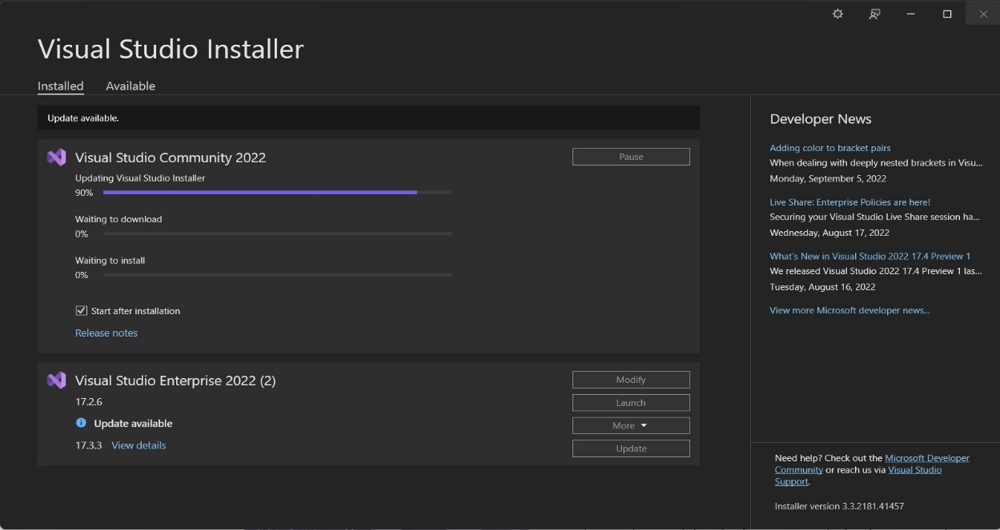 Visual Studio Installer
Installed
Available
Update available.
Visual Studio Community 2022
Pause
Updating Visual Studio Installer
90%
Waiting to download
0%
Waiting to install
0%
Start after installation
Release notes
Visual Studio Enterprise 2022 (2)
17.2.6
Update available
17.3.3 View details
Modify
Launch
More
Update
Developer News
Adding color to bracket pairs
When dealing with deeply nested brackets in Visu...
Monday, September 5, 2022
Live Share: Enterprise Policies are here!
Securing your Visual Studio Live Share session ha...
Wednesday, August 17, 2022
What's New in Visual Studio 2022 17.4 Preview 1
We released Visual Studio 2022 17.4 Preview 1 las...
Tuesday, August 16, 2022
View more Microsoft developer news...
Need help? Check out the Microsoft Developer
Community or reach us via Visual Studio
Support.
Installer version 3.3.2181.41457